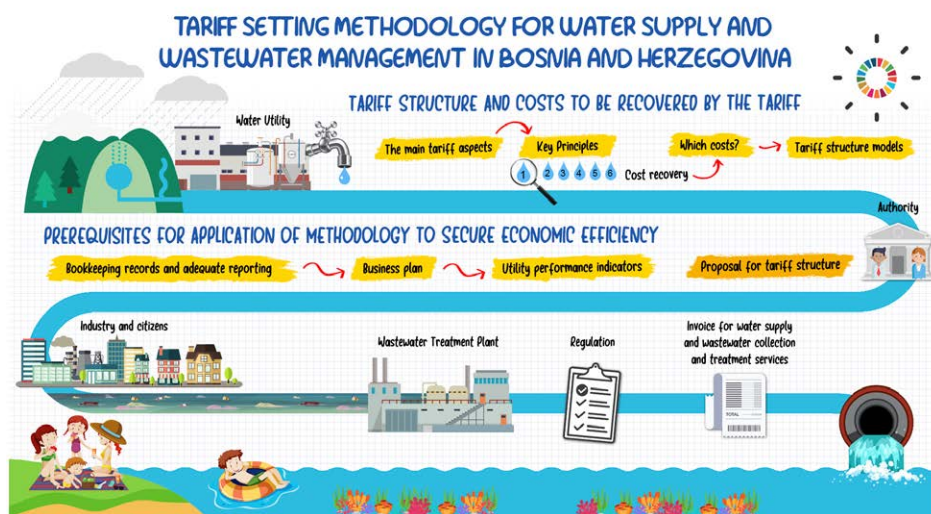 TARIFF SETTING METHODOLOGY FOR WATER SUPPLY AND
WASTEWATER MANAGEMENT IN BOSNIA AND HERZEGOVINA
TARIFF STRUCTURE AND COSTS TO BE RECOVERED BY THE TARIFF
Water Utility
The main tariff aspects
Key Principles
Which costs?
Tariff structure models
1 2 3 4 5 6
Cost recovery
Authority
PREREQUISITES FOR APPLICATION OF METHODOLOGY TO SECURE ECONOMIC EFFICIENCY
Bookkeeping records and adequate reporting
Business plan
Utility performance indicators
Proposal for tariff structure
Industry and citizens
Wastewater Treatment Plant
Regulation
Invoice for water supply
and wastewater collection
and treatment services
TOTAL